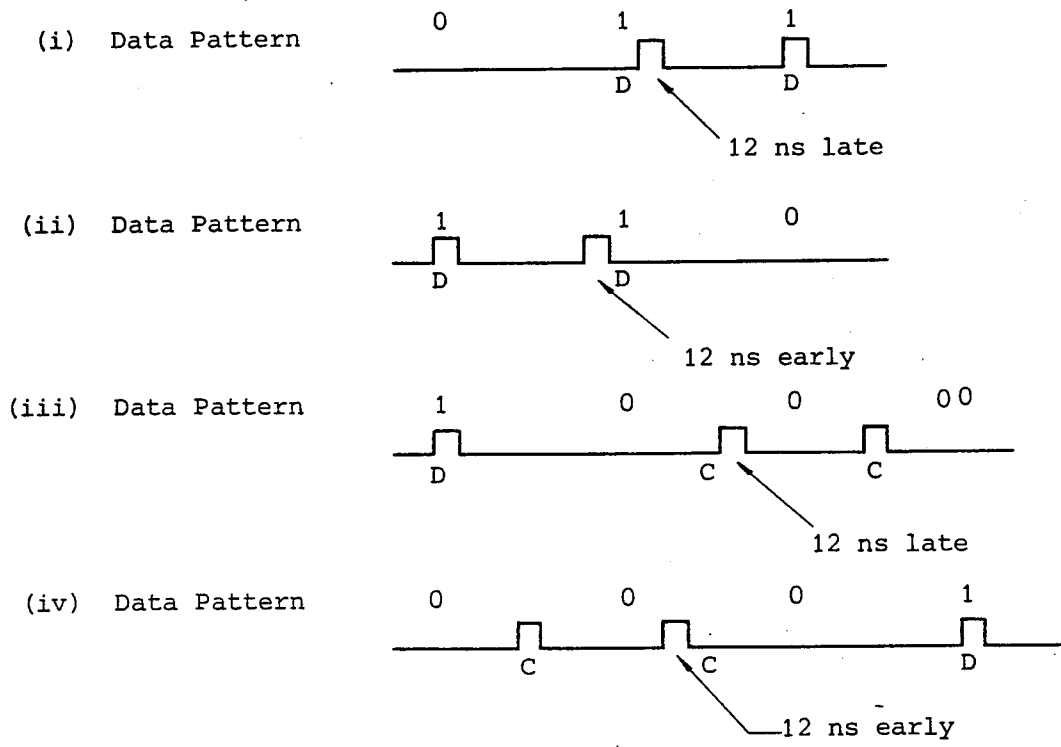 0 1 1
(i) Data Pattern
D D
12 ns late
1 1 0
(ii) Data Pattern
D D
12 ns early
1 0 0 00
(iii) Data Pattern
D C C
12 ns late
0 0 0 1
(iv) Data Pattern
C C D
12 ns early